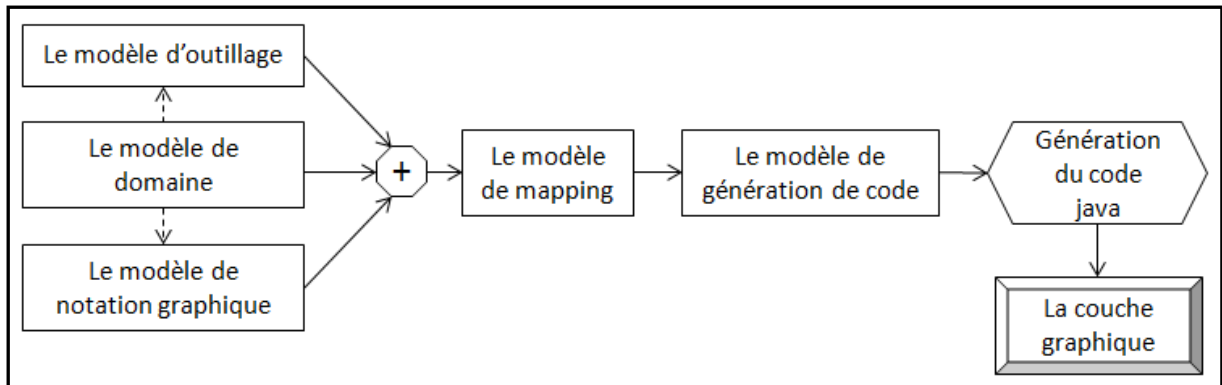 Le modèle d’outillage
Le modèle de
domaine
Le modèle de
notation graphique
+
Le modèle
de mapping
Le modèle de
génération de code
Génération
du code
java
La couche
graphique